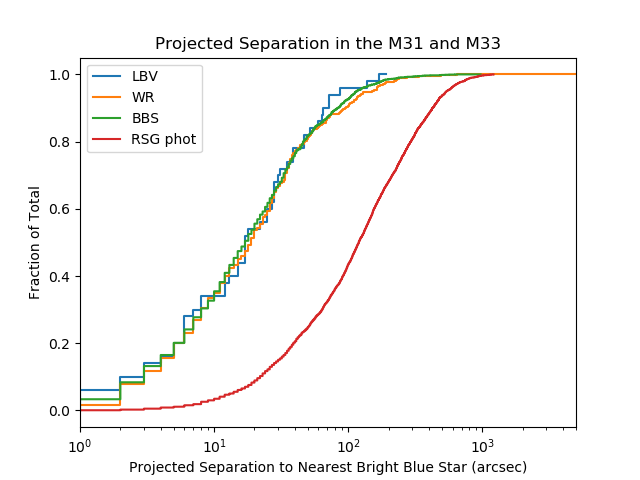 Projected Separation in the M31 and M33
LBV
WR
BBS
RSG phot
Fraction of Total
1.0
0.8
0.6
0.4
0.2
0.0
10^0 10^1 10^2 10^3
Projected Separation to Nearest Bright Blue Star (arcsec)